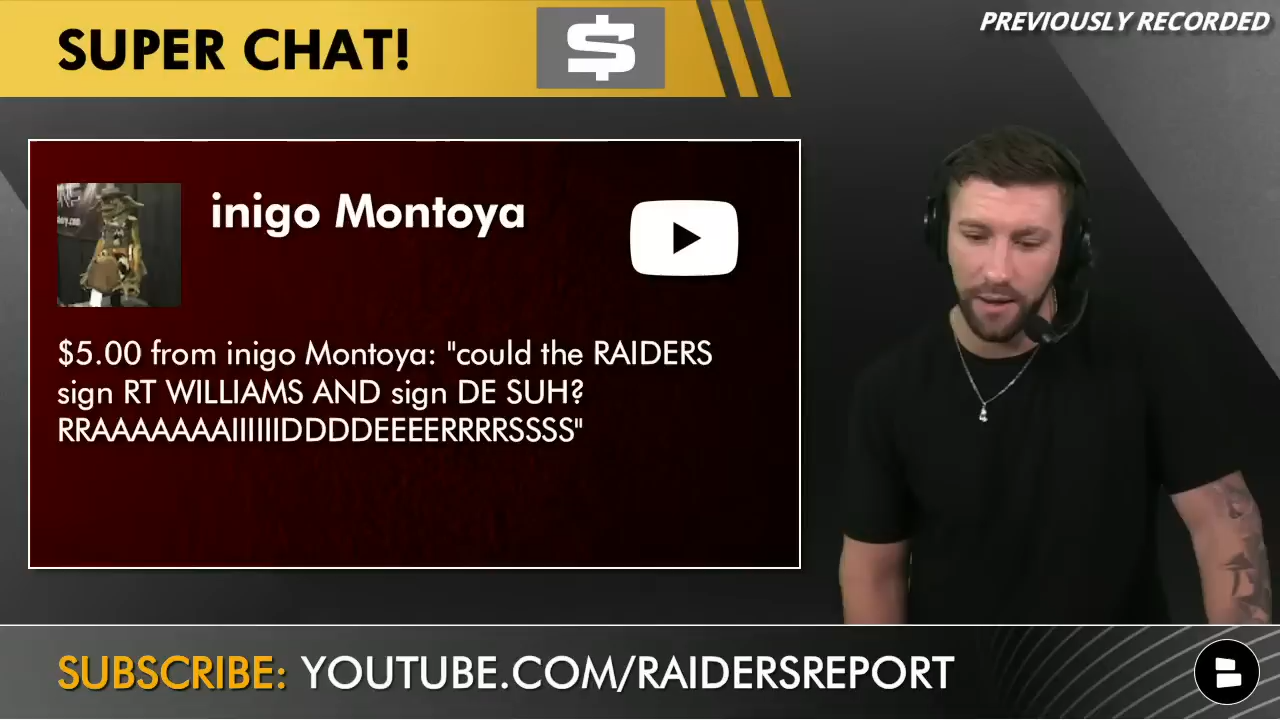 SUPER CHAT!
PREVIOUSLY RECORDED
inigo Montoya
$5.00 from inigo Montoya: "could the RAIDERS
sign RT WILLIAMS AND sign DE SUH?
RRAAAAAAAIIIIIIDDDDEEEERRRRSSSS"
SUBSCRIBE: YOUTUBE.COM/RAIDERSREPORT